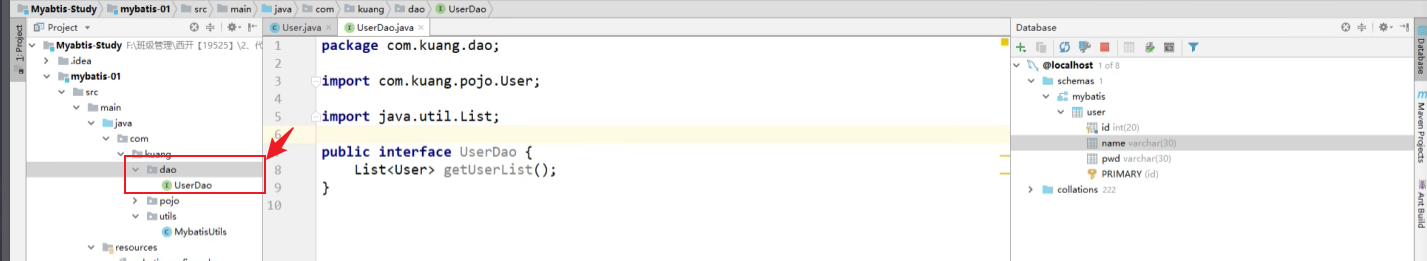 Myabtis-Study mybatis-01 src main java com kuang dao UserDao
1: Project
Project
Myabtis-Study F:\班级管理\西开【19525】\2、代
.idea
mybatis-01
src
main
java
com
kuang
dao
UserDao
pojo
utils
MybatisUtils
resources
User.java UserDao.java
1 package com.kuang.dao;
2
3 import com.kuang.pojo.User;
4
5 import java.util.List;
6
public interface UserDao {
8 List<User> getUserList();
9 }
10
Database
@localhost 1 of 8
schemas 1
mybatis
user
id int(20)
name varchar(30)
pwd varchar(30)
PRIMARY (id)
collations 222
Database
Maven Projects
Ant Build